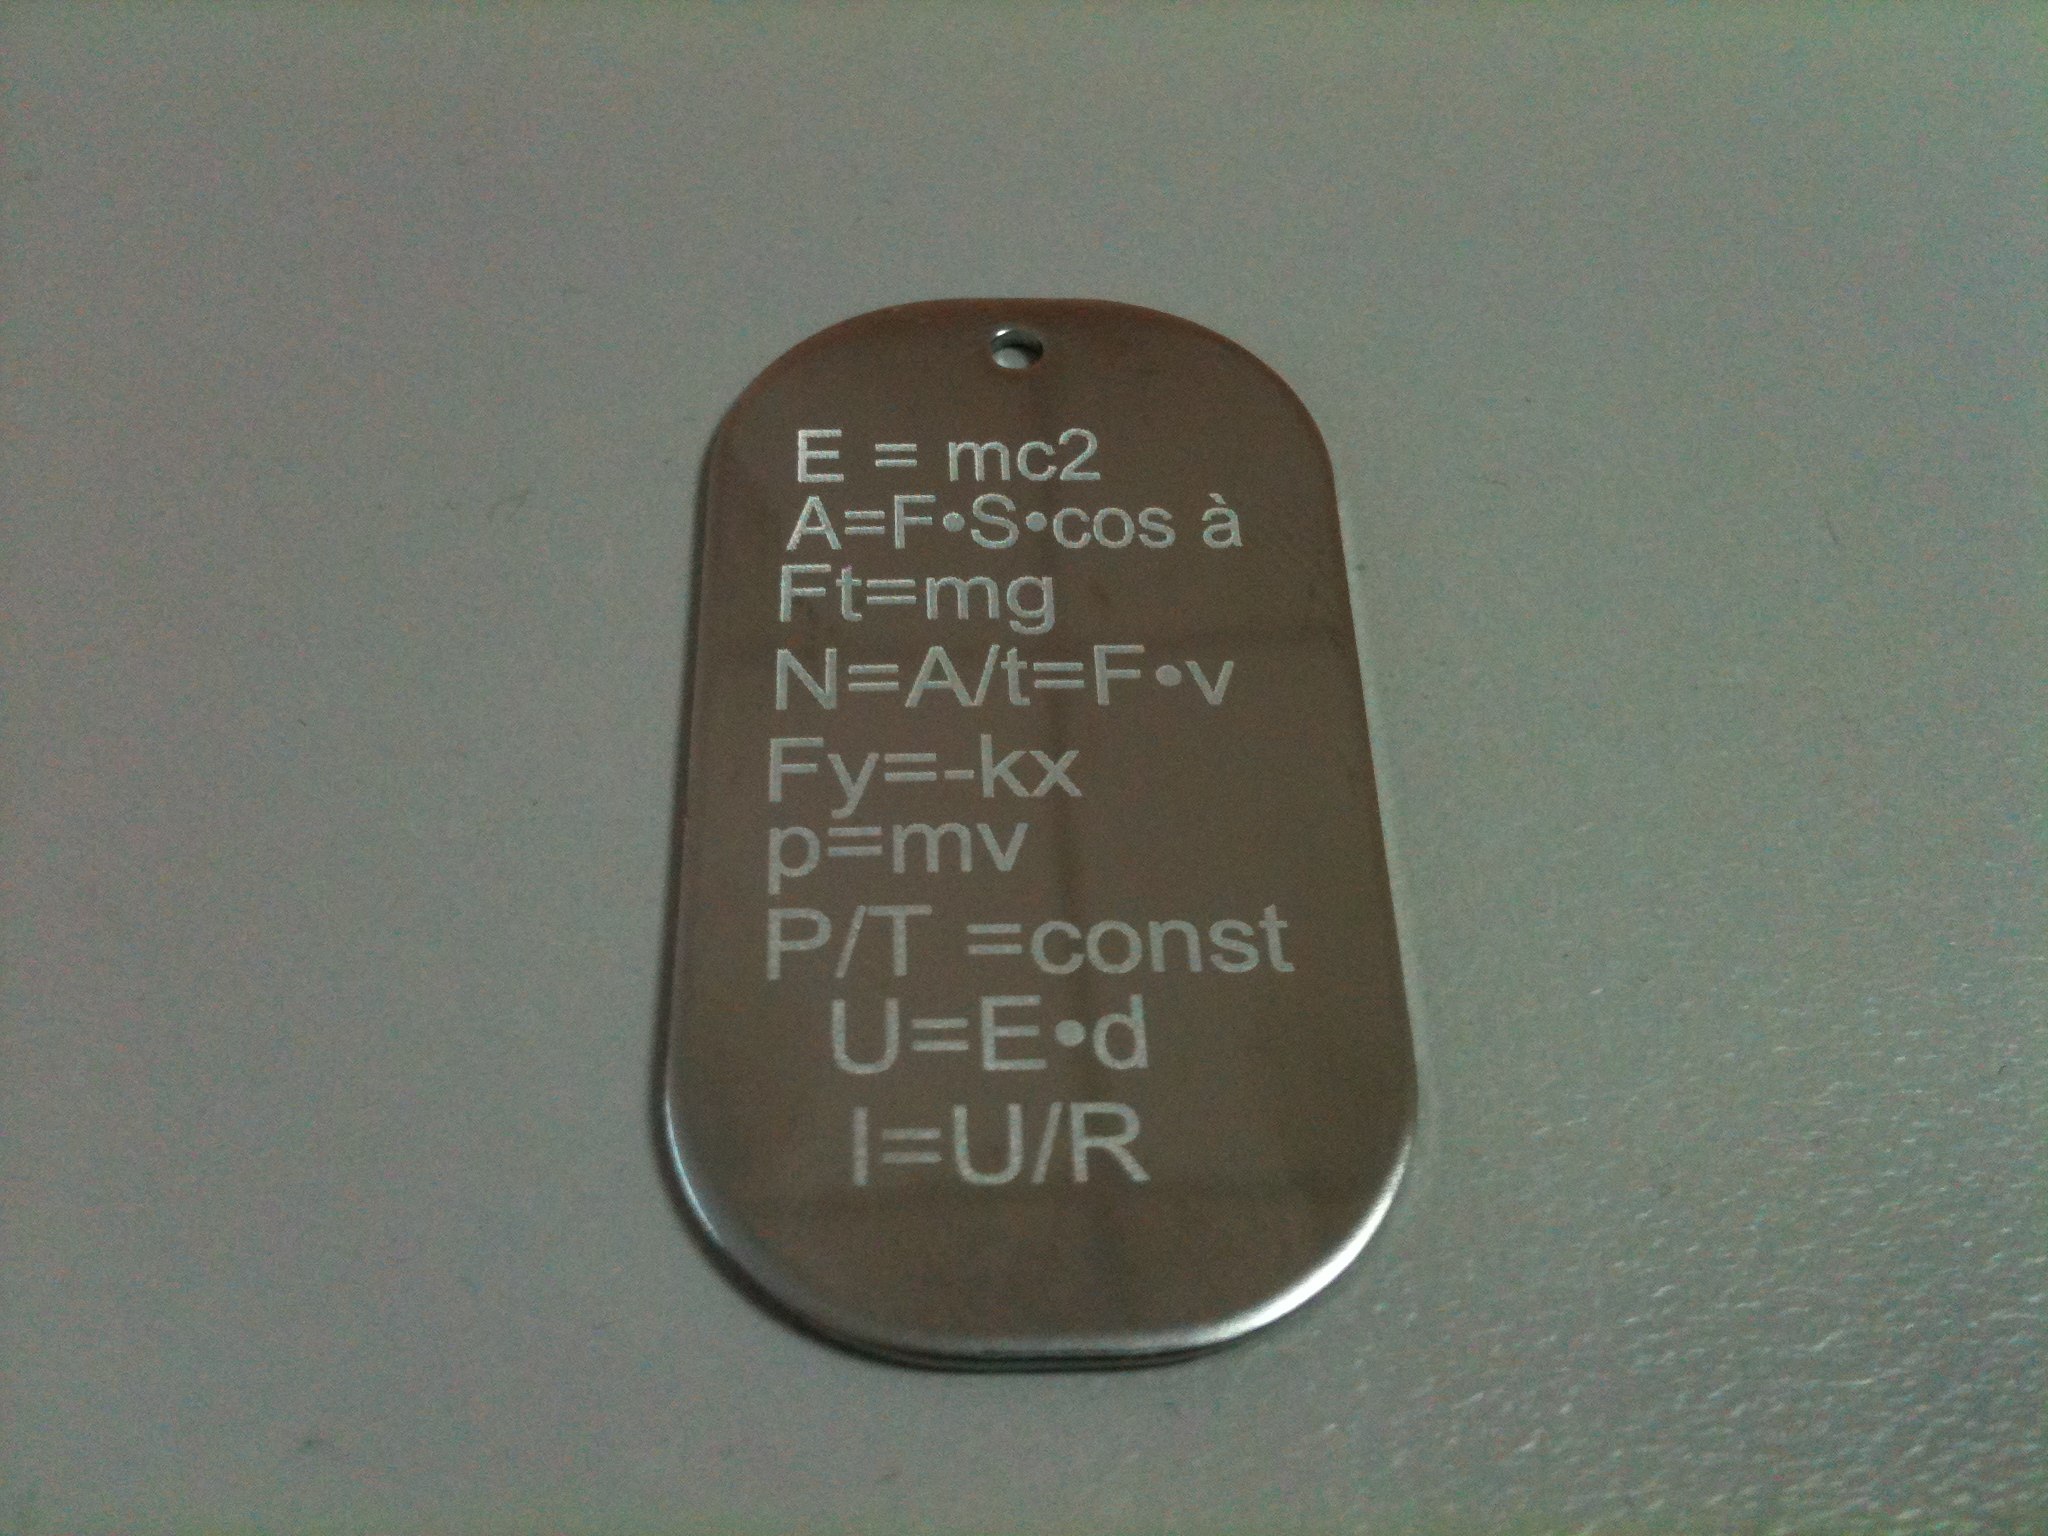 E = mc2
A=F•S•cos à
Ft=mg
N=A/t=F•v
Fy=-kx
p=mv
P/T =const
U=E•d
I=U/R